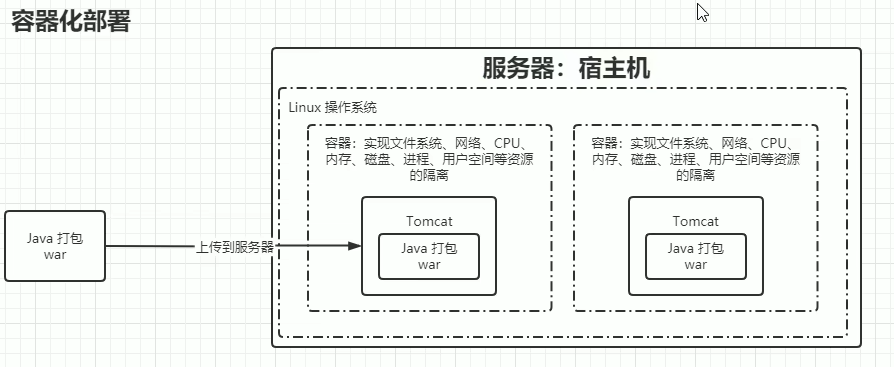 容器化部署
服务器：宿主机
Linux 操作系统
容器：实现文件系统、网络、CPU、
内存、磁盘、进程、用户空间等资源
的隔离
容器：实现文件系统、网络、CPU、
内存、磁盘、进程、用户空间等资源
的隔离
Java 打包
war
上传到服务器
Tomcat
Java 打包
war
Tomcat
Java 打包
war